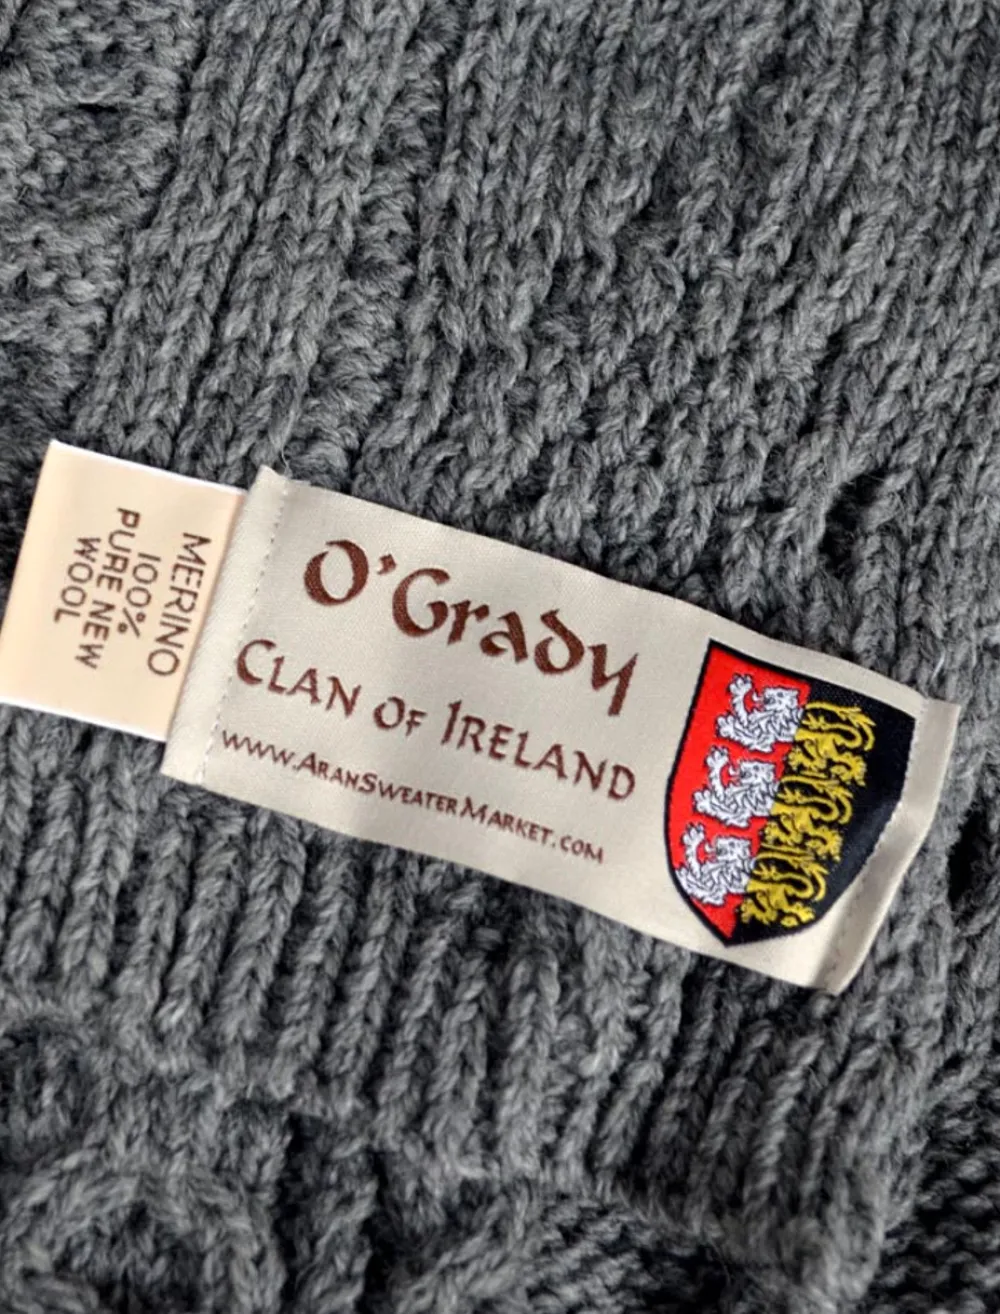 O'Grady
Clan of Ireland
www.AranSweaterMarket.com
MERINO
100%
PURE NEW
WOOL